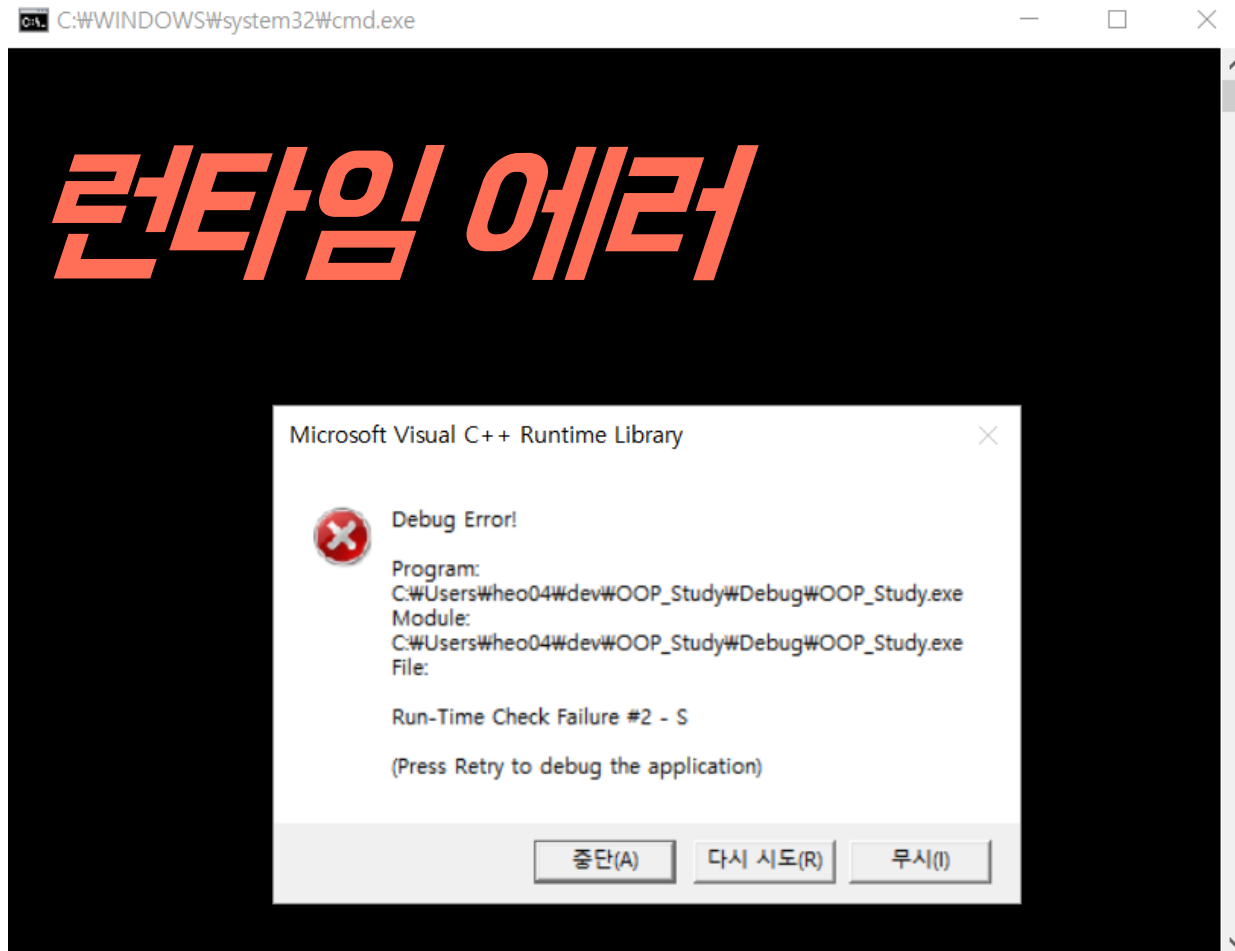 C:₩WINDOWS₩system32₩cmd.exe
런타임 에러
Microsoft Visual C++ Runtime Library
Debug Error!
Program:
C:₩Users₩heo04₩dev₩OOP_Study₩Debug₩OOP_Study.exe
Module:
C:₩Users₩heo04₩dev₩OOP_Study₩Debug₩OOP_Study.exe
File:
Run-Time Check Failure #2 - S
(Press Retry to debug the application)
중단(A) 다시 시도(R) 무시(I)